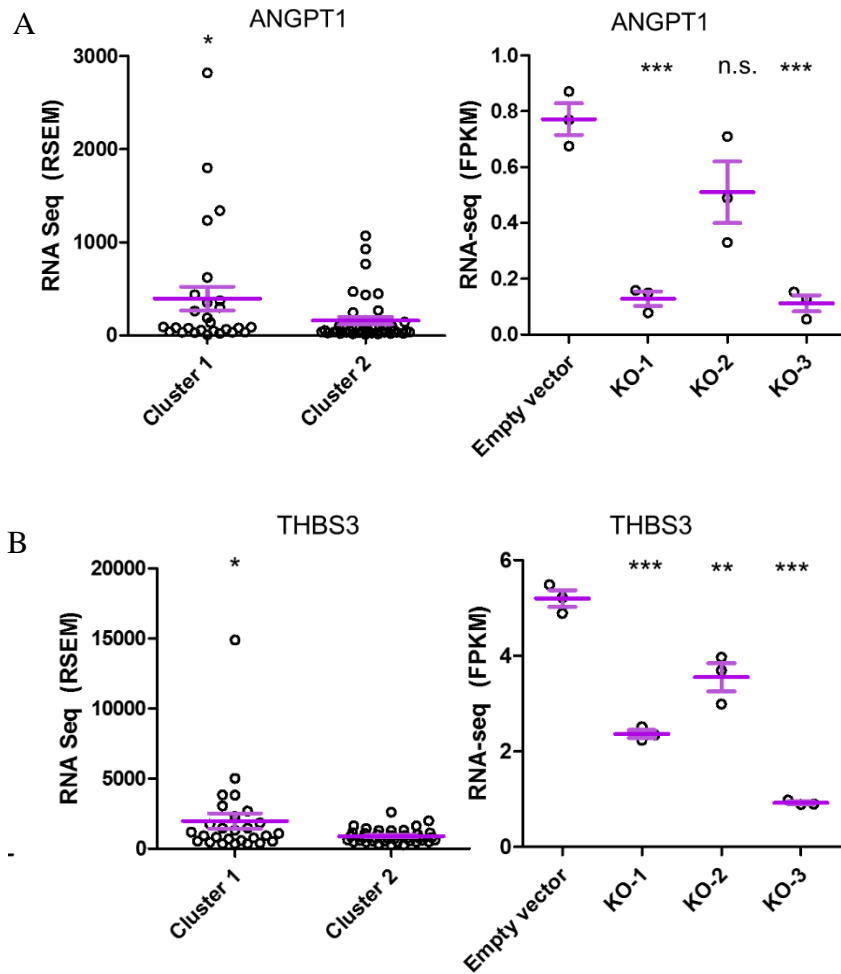 A
ANGPT1
*
RNA Seq (RSEM)
3000
2000
1000
0
Cluster 1
Cluster 2
ANGPT1
*** n.s. ***
RNA-seq (FPKM)
1.0
0.8
0.6
0.4
0.2
0.0
Empty vector
KO-1
KO-2
KO-3
B
THBS3
*
RNA Seq (RSEM)
20000
15000
10000
5000
0
Cluster 1
Cluster 2
THBS3
*** ** ***
RNA-seq (FPKM)
6
4
2
0
Empty vector
KO-1
KO-2
KO-3
-